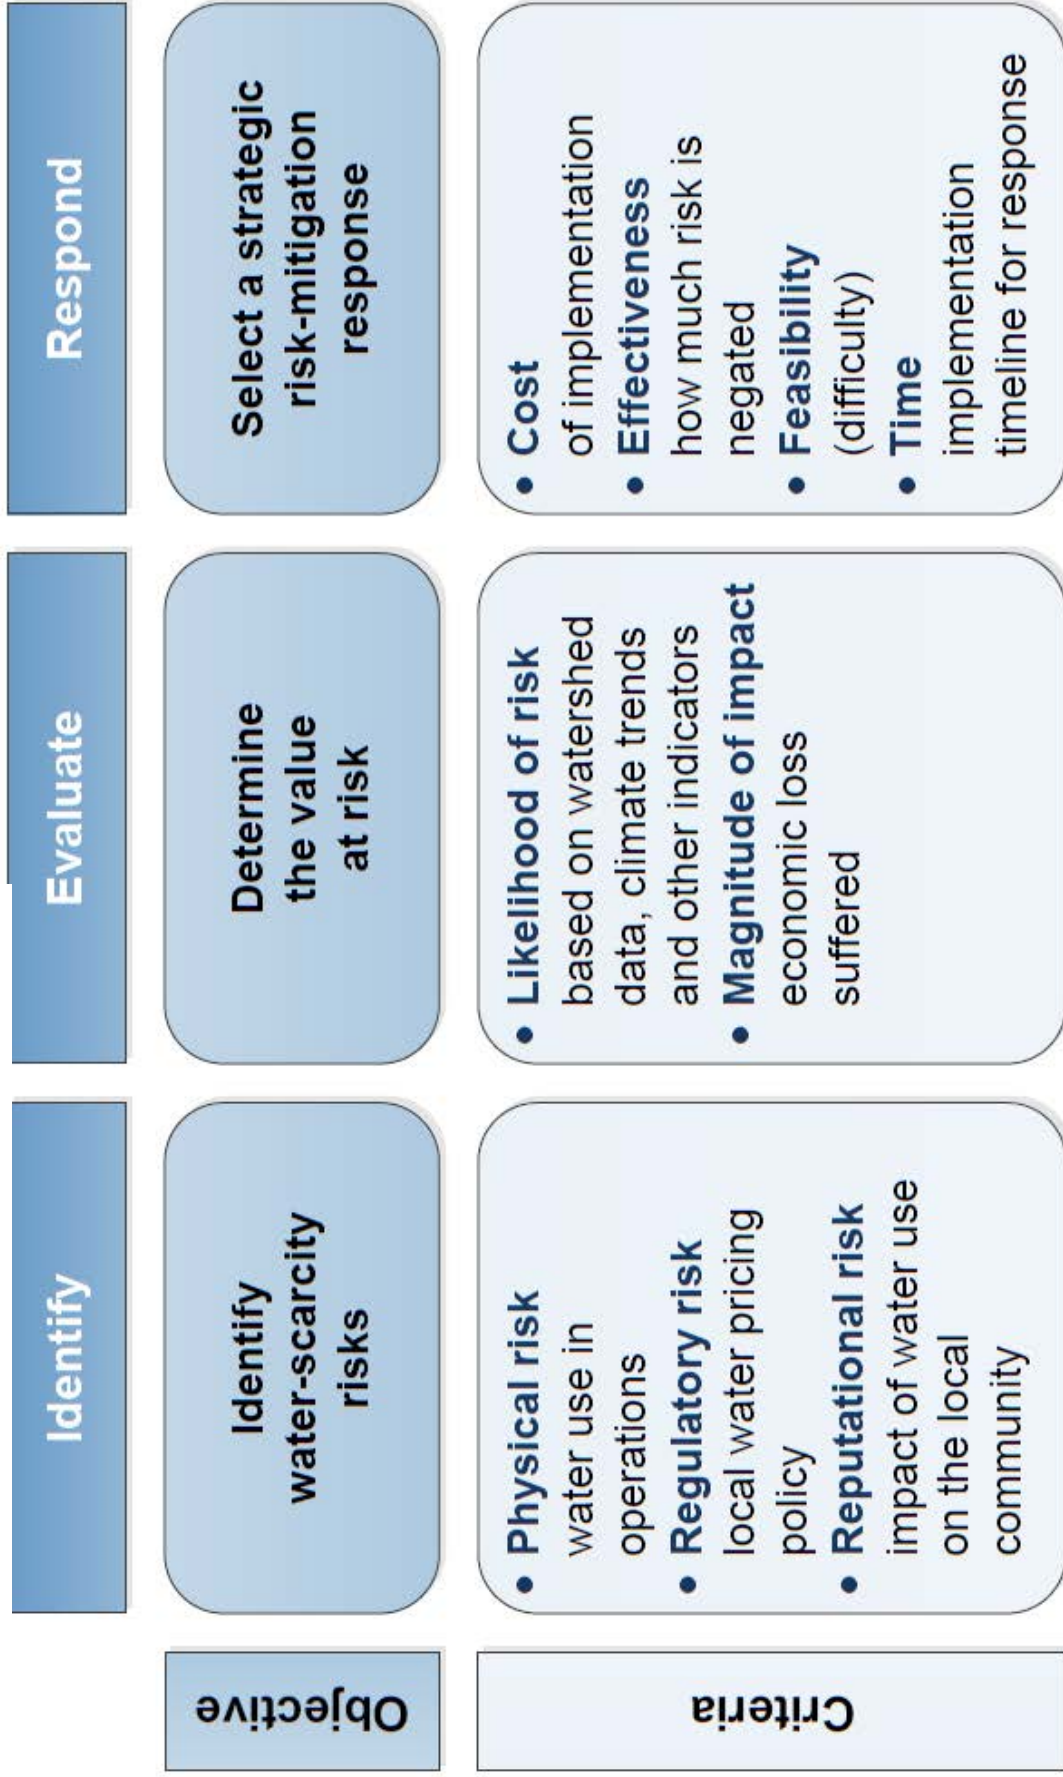 Identify
Evaluate
Respond
Objective
Identify
water-scarcity
risks
Determine
the value
at risk
Select a strategic
risk-mitigation
response
Criteria
• Physical risk
water use in
operations
• Regulatory risk
local water pricing
policy
• Reputational risk
impact of water use
on the local
community
• Likelihood of risk
based on watershed
data, climate trends
and other indicators
• Magnitude of impact
economic loss
suffered
• Cost
of implementation
• Effectiveness
how much risk is
negated
• Feasibility
(difficulty)
• Time
implementation
timeline for response